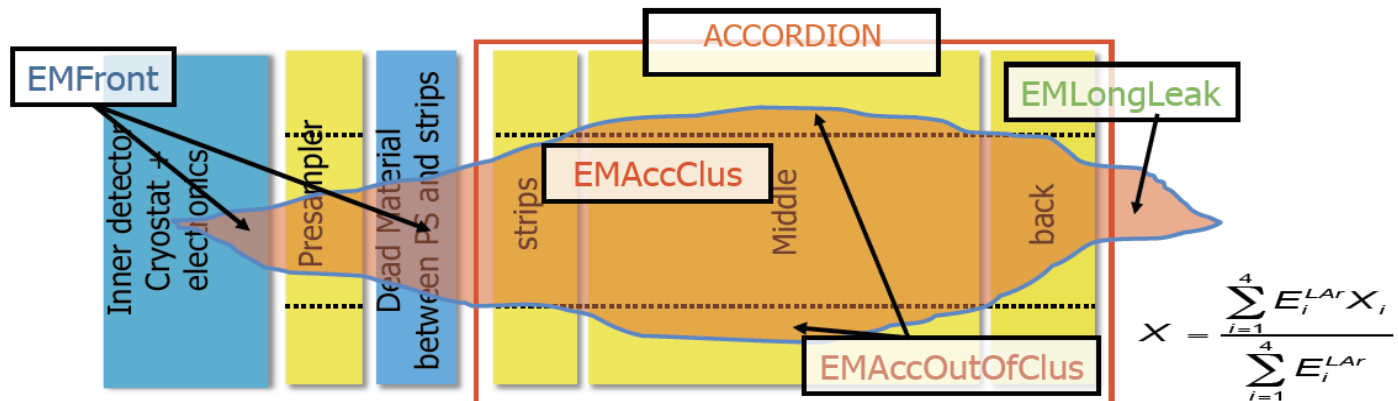 ACCORDION
EMFront
EMLongLeak
EMAccClus
EMAccOutOfClus
Inner detector
Cryostat +
electronics
Presampler
Dead Material
between PS and strips
strips
Middle
back
X = \frac{\sum_{i=1}^{4} E_i^{LAr} X_i}{\sum_{i=1}^{4} E_i^{LAr}}